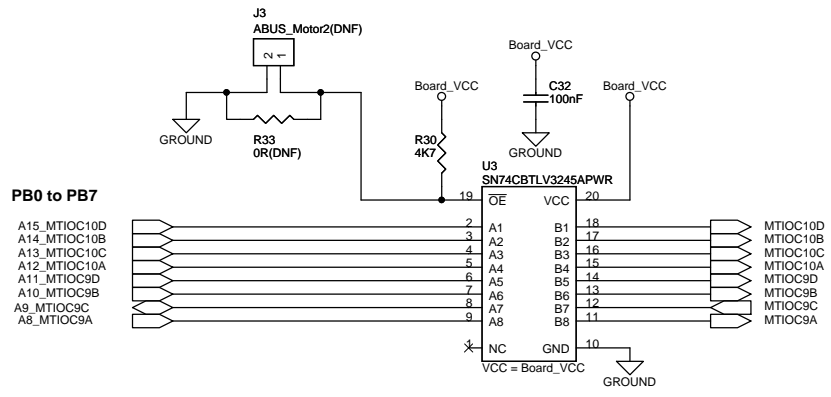 J3
ABUS_Motor2(DNF)
2 1
Board_VCC
C32
100nF
Board_VCC
Board_VCC
GROUND
R33
0R(DNF)
R30
4K7
GROUND
U3
SN74CBTLV3245APWR
PB0 to PB7
19 OE VCC 20
A15_MTIOC10D 2 A1 B1 18 MTIOC10D
A14_MTIOC10B 3 A2 B2 17 MTIOC10B
A13_MTIOC10C 4 A3 B3 16 MTIOC10C
A12_MTIOC10A 5 A4 B4 15 MTIOC10A
A11_MTIOC9D 6 A5 B5 14 MTIOC9D
A10_MTIOC9B 7 A6 B6 13 MTIOC9B
A9_MTIOC9C 8 A7 B7 12 MTIOC9C
A8_MTIOC9A 9 A8 B8 11 MTIOC9A
1 NC GND 10
VCC = Board_VCC
GROUND